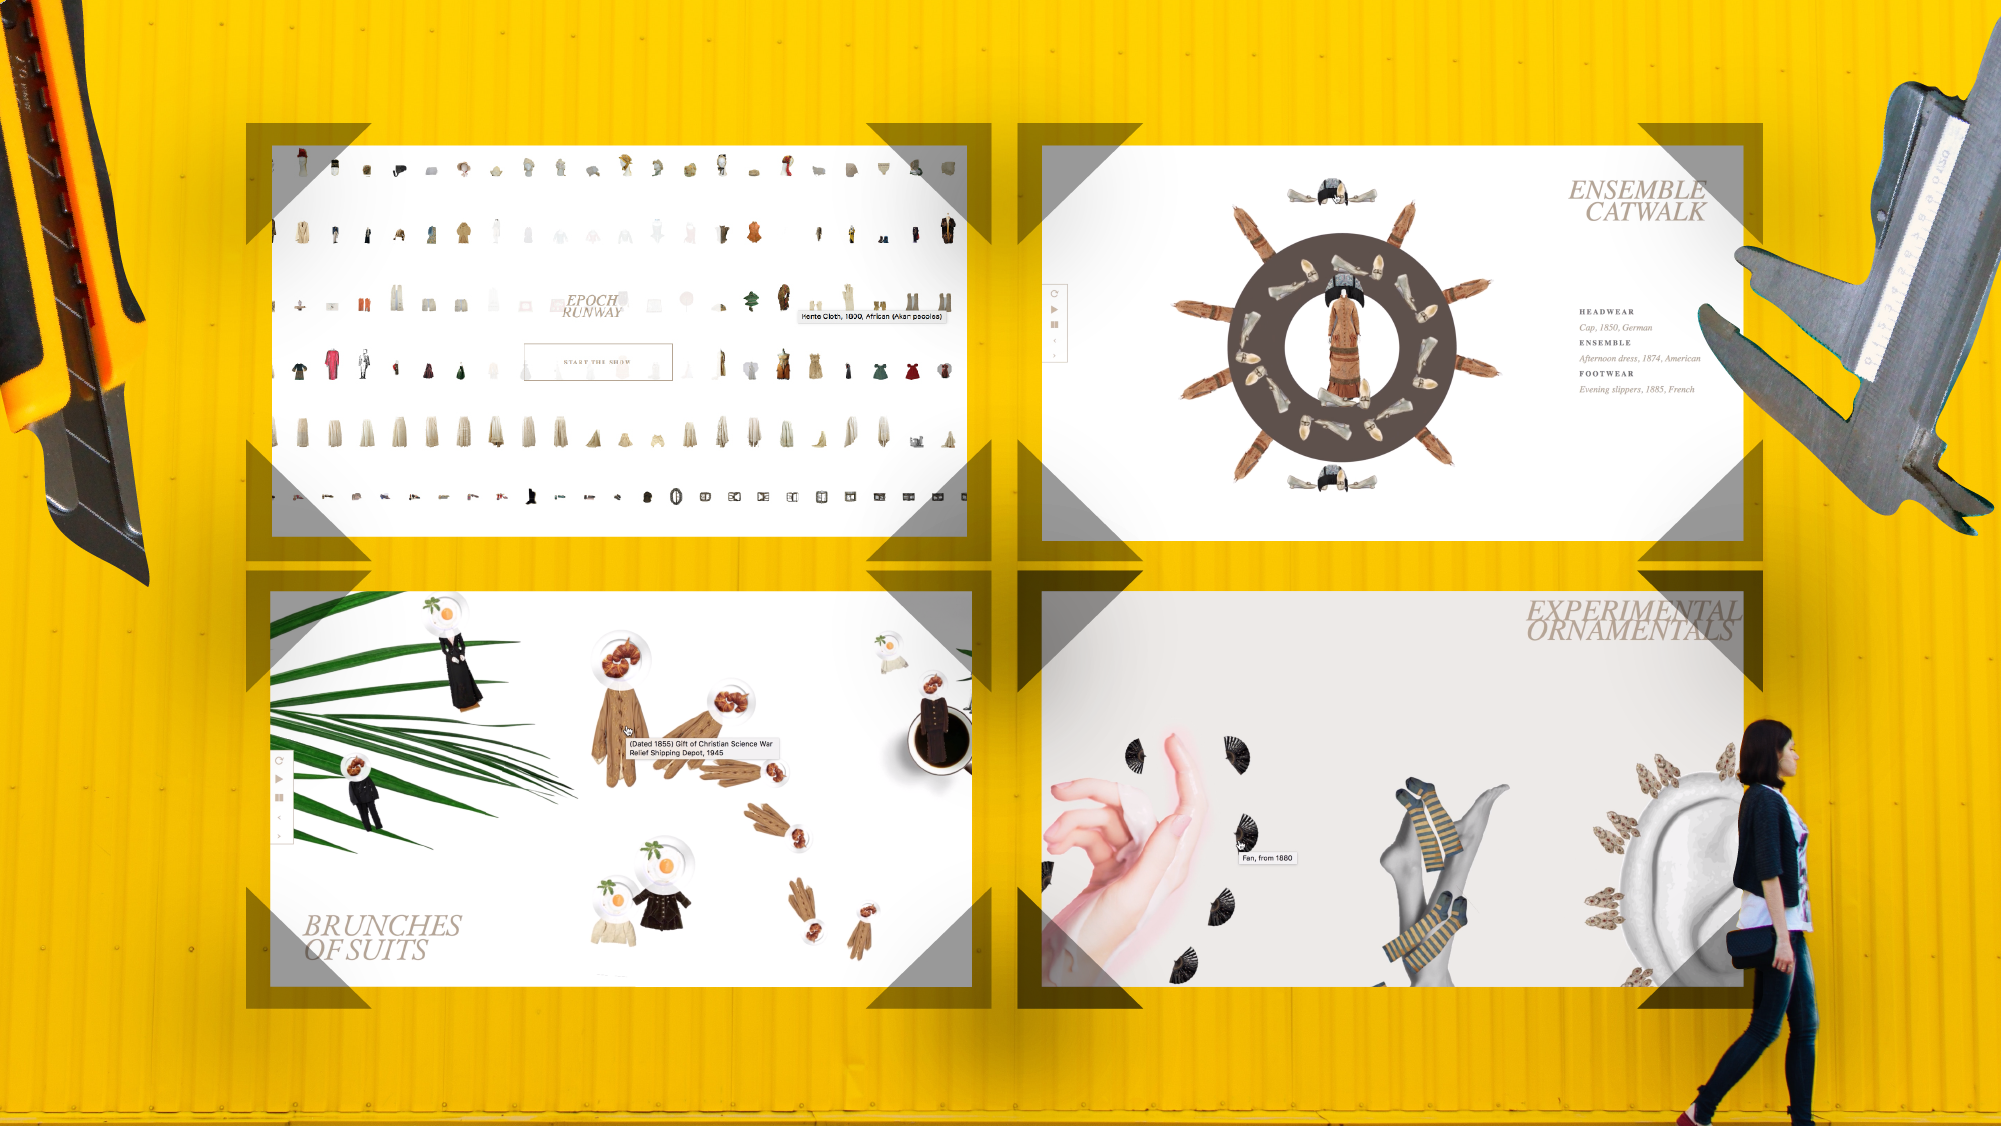 EPOCH
RUNWAY
Kente Cloth, 1800, African (Akan peoples)
START THE SHOW
ENSEMBLE
CATWALK
HEADWEAR
Cap, 1850, German
ENSEMBLE
Afternoon dress, 1874, American
FOOTWEAR
Evening slippers, 1885, French
(Dated 1855) Gift of Christian Science War
Relief Shipping Depot, 1945
BRUNCHES
OF SUITS
EXPERIMENTAL
ORNAMENTALS
Fan, from 1880